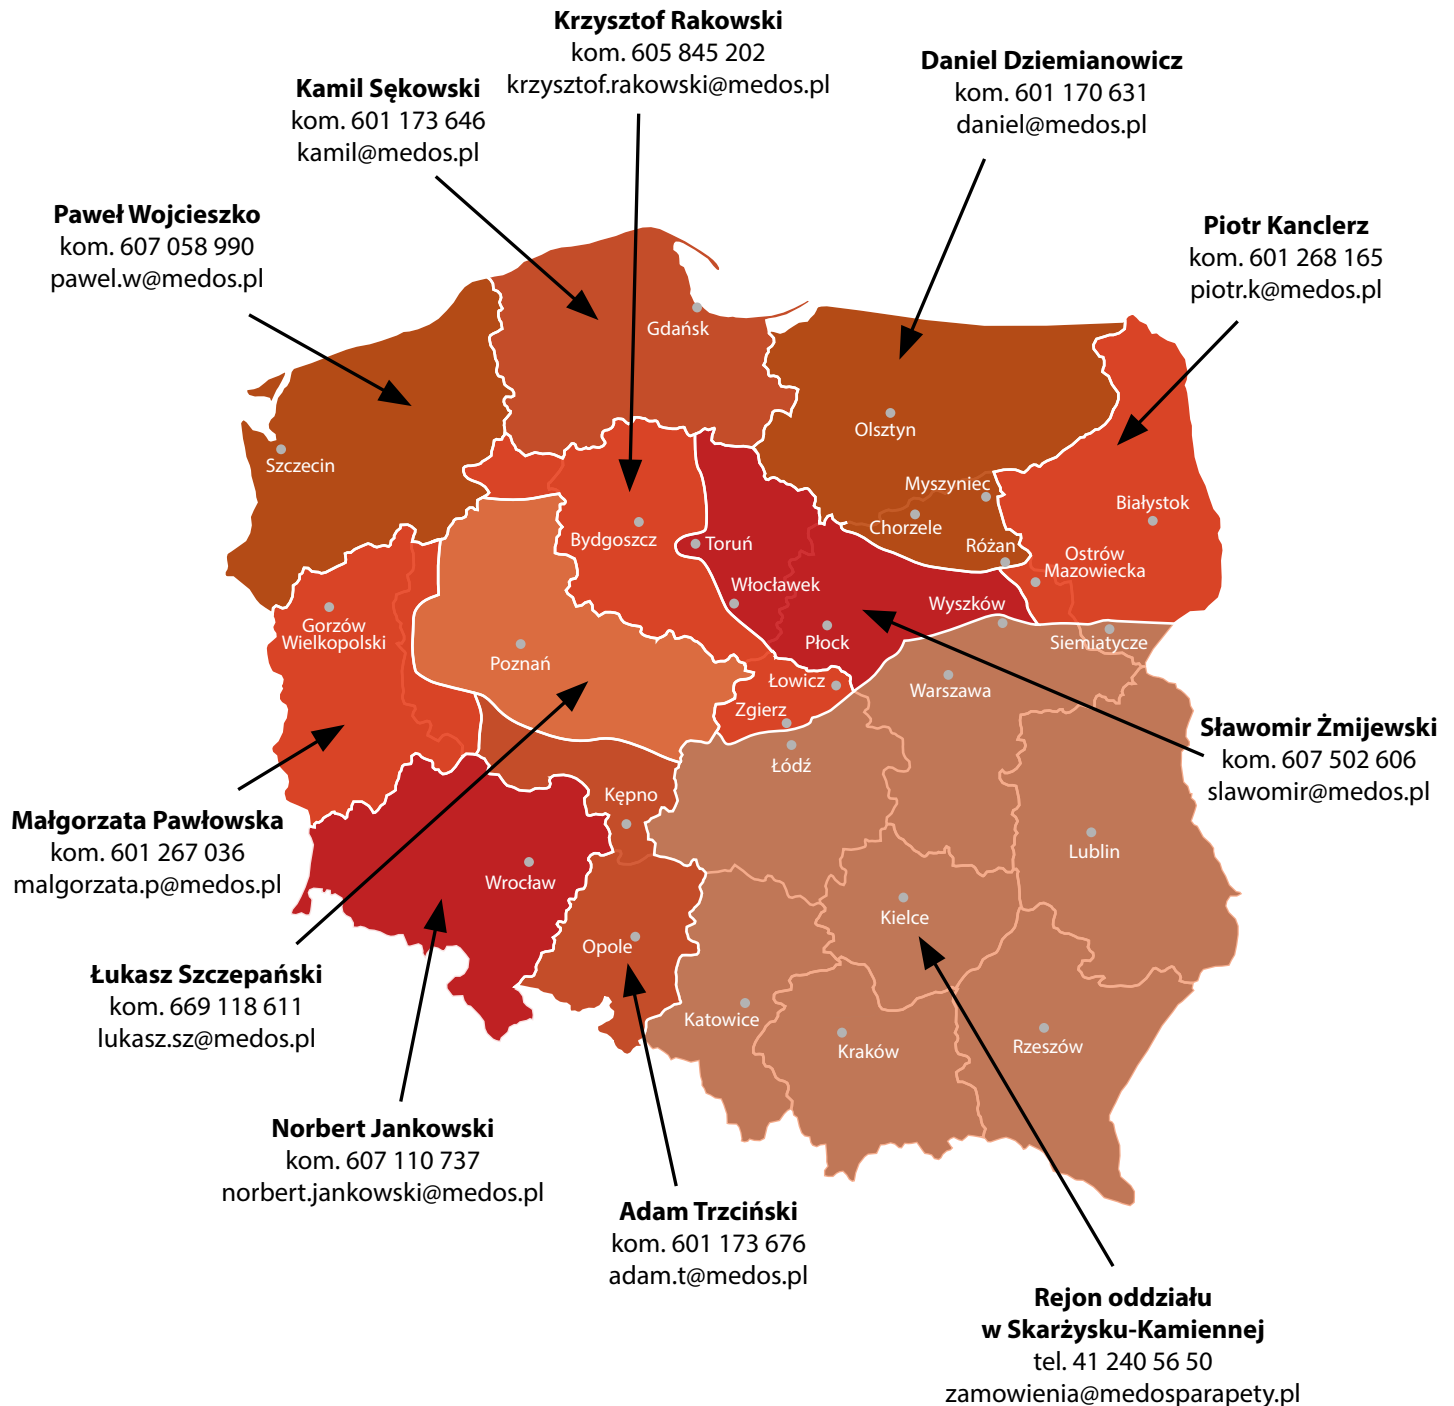 Krzysztof Rakowski
kom. 605 845 202
krzysztof.rakowski@medos.pl
Daniel Dziemianowicz
kom. 601 170 631
daniel@medos.pl
Kamil Sękowski
kom. 601 173 646
kamil@medos.pl
Paweł Wojcieszko
kom. 607 058 990
pawel.w@medos.pl
Piotr Kanclerz
kom. 601 268 165
piotr.k@medos.pl
Gdańsk
Olsztyn
Szczecin
Myszyniec
Białystok
Chorzele
Bydgoszcz
Toruń
Różan
Ostrów
Mazowiecka
Włocławek
Wyszków
Gorzów
Wielkopolski
Płock
Siemiatycze
Poznań
Łowicz
Warszawa
Zgierz
Łódź
Sławomir Żmijewski
kom. 607 502 606
slawomir@medos.pl
Kępno
Małgorzata Pawłowska
kom. 601 267 036
malgorzata.p@medos.pl
Lublin
Wrocław
Kielce
Opole
Łukasz Szczepański
kom. 669 118 611
lukasz.sz@medos.pl
Katowice
Kraków
Rzeszów
Norbert Jankowski
kom. 607 110 737
norbert.jankowski@medos.pl
Adam Trzciński
kom. 601 173 676
adam.t@medos.pl
Rejon oddziału
w Skarżysku-Kamiennej
tel. 41 240 56 50
zamowienia@medosparapety.pl